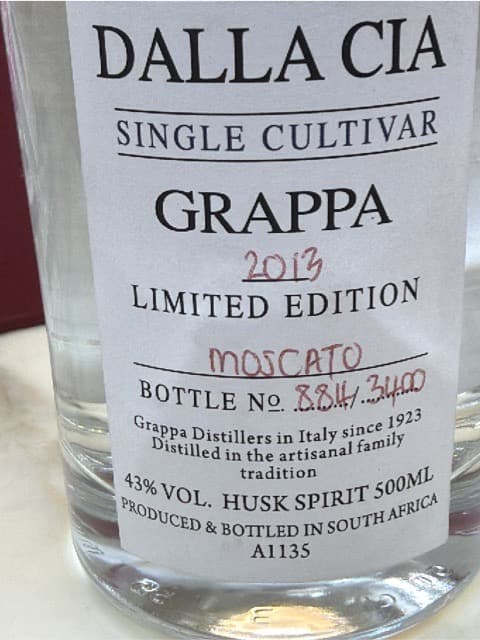 DALLA CIA
SINGLE CULTIVAR
GRAPPA
2013
LIMITED EDITION
MOSCATO
BOTTLE No. 884/3400
Grappa Distillers in Italy since 1923
Distilled in the artisanal family
tradition
43% VOL. HUSK SPIRIT 500ML
PRODUCED & BOTTLED IN SOUTH AFRICA
A1135